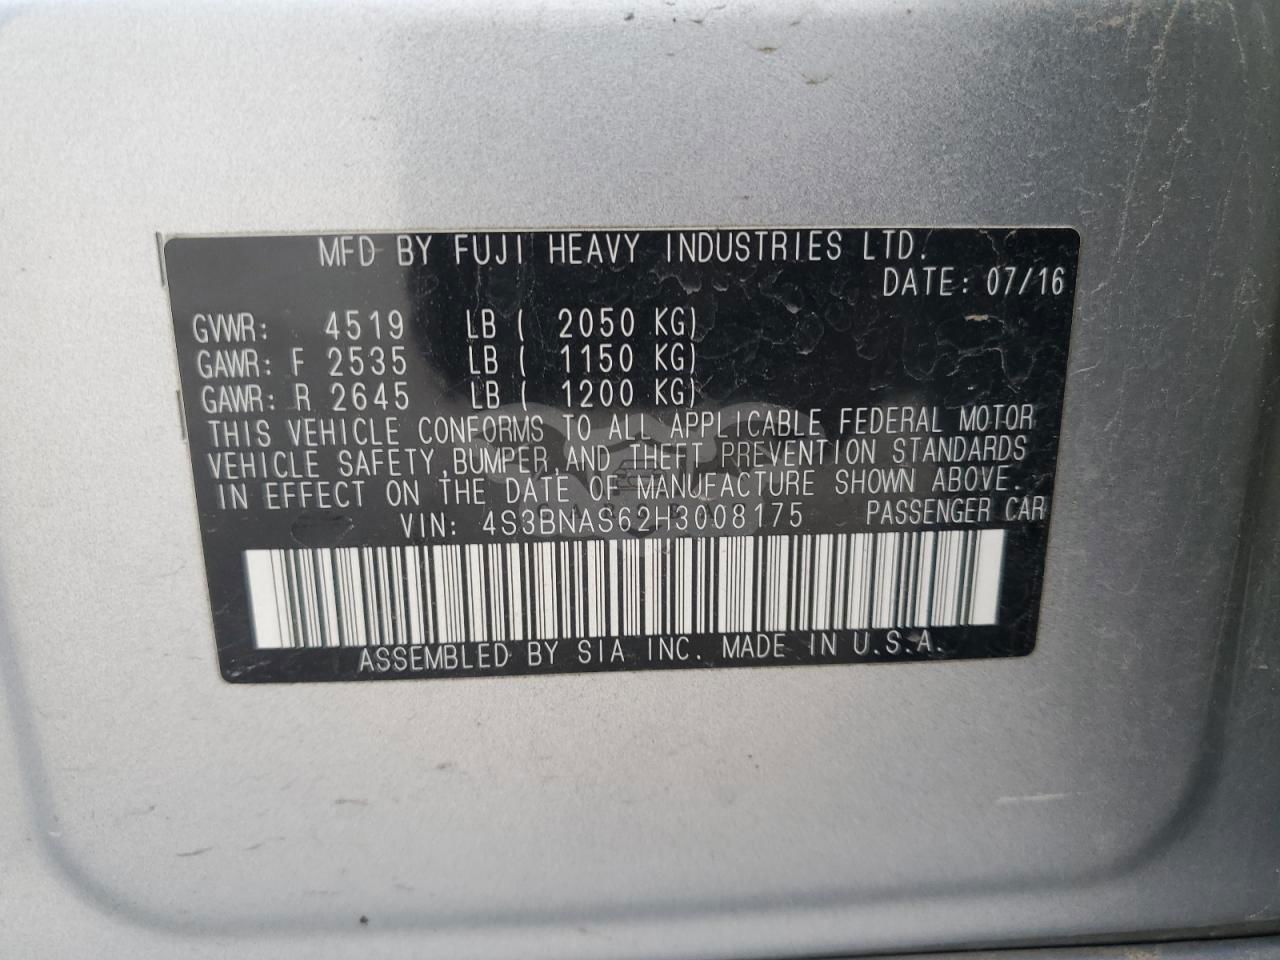 MFD BY FUJI HEAVY INDUSTRIES LTD.
DATE: 07/16
GVWR: 4519 LB ( 2050 KG)
GAWR: F 2535 LB ( 1150 KG)
GAWR: R 2645 LB ( 1200 KG)
THIS VEHICLE CONFORMS TO ALL APPLICABLE FEDERAL MOTOR
VEHICLE SAFETY, BUMPER, AND THEFT PREVENTION STANDARDS
IN EFFECT ON THE DATE OF MANUFACTURE SHOWN ABOVE.
VIN: 4S3BNAS62H3008175 PASSENGER CAR
ASSEMBLED BY SIA INC. MADE IN U.S.A.